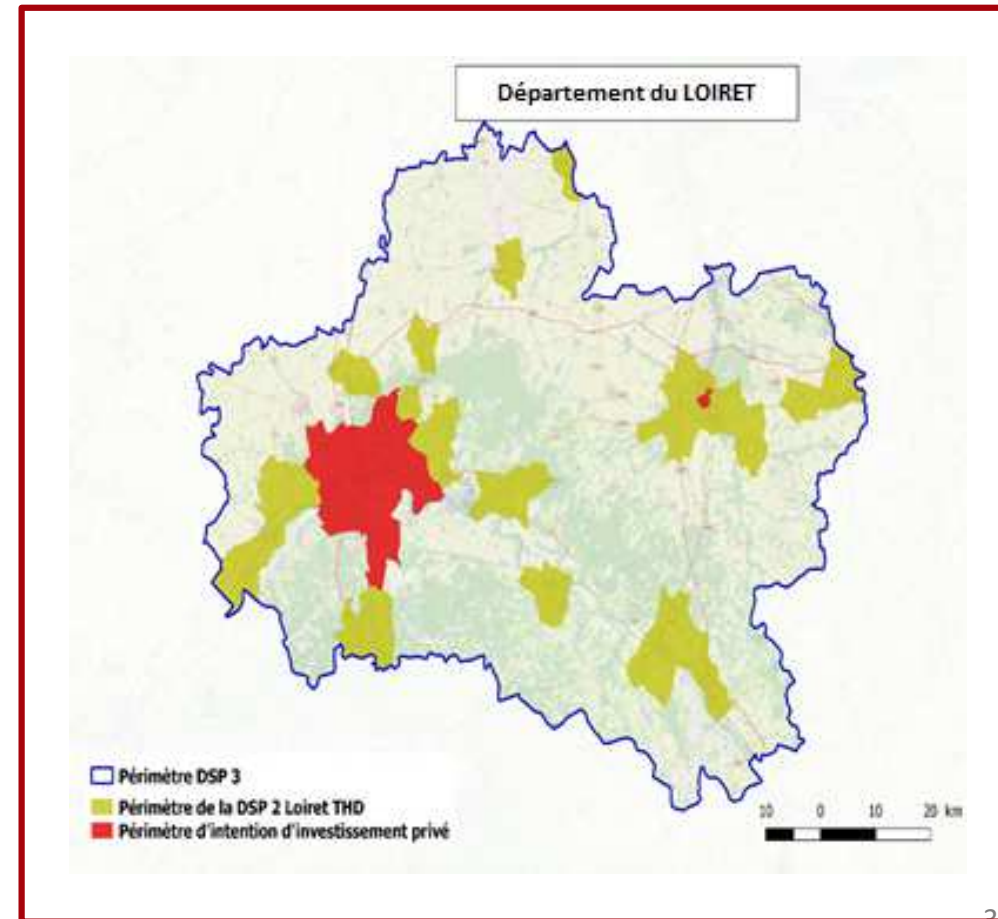 Département du LOIRET
Périmètre DSP 3
Périmètre de la DSP 2 Loiret THD
Périmètre d'intention d'investissement privé
10 0 10 20 km